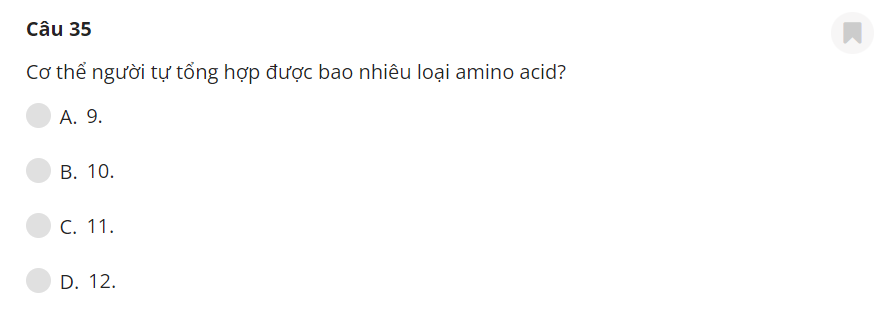 Câu 35
Cơ thể người tự tổng hợp được bao nhiêu loại amino acid?
A. 9.
B. 10.
C. 11.
D. 12.